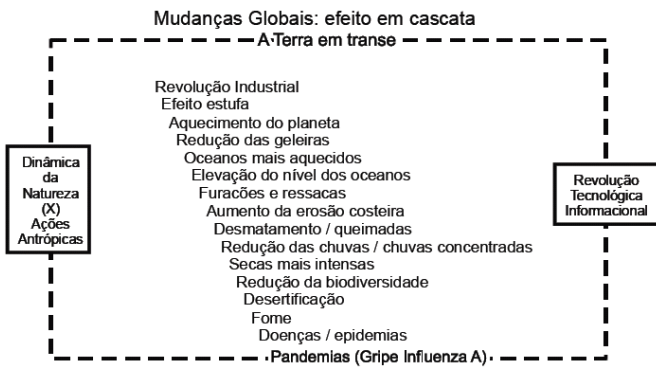 Mudanças Globais: efeito em cascata
A Terra em transe
Revolução Industrial
Efeito estufa
Aquecimento do planeta
Redução das geleiras
Oceanos mais aquecidos
Elevação do nível dos oceanos
Furacões e ressacas
Aumento da erosão costeira
Desmatamento / queimadas
Redução das chuvas / chuvas concentradas
Secas mais intensas
Redução da biodiversidade
Desertificação
Fome
Doenças / epidemias
Dinâmica
da
Natureza
(X)
Ações
Antrópicas
Revolução
Tecnológica
Informacional
Pandemias (Gripe Influenza A)